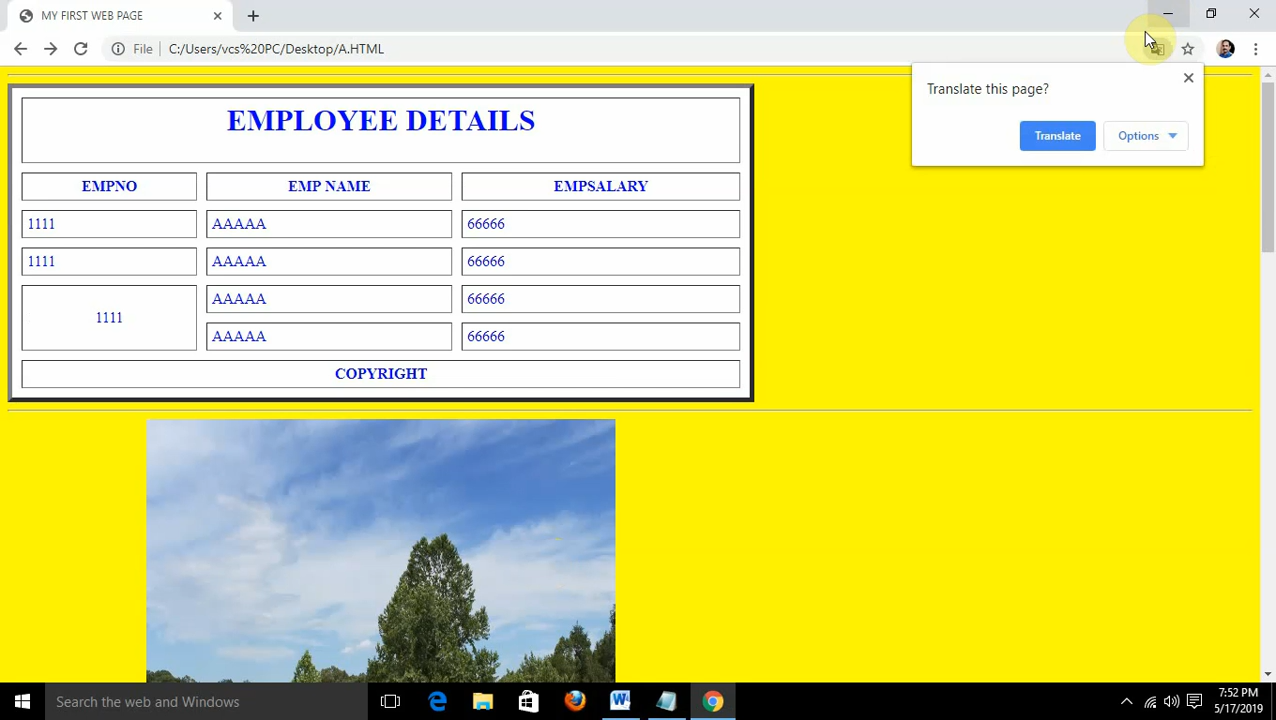 MY FIRST WEB PAGE
File C:/Users/vcs%20PC/Desktop/A.HTML
Translate this page?
Translate Options
EMPLOYEE DETAILS
EMPNO EMP NAME EMPSALARY
1111 AAAAA 66666
1111 AAAAA 66666
1111 AAAAA 66666
AAAAA 66666
COPYRIGHT
Search the web and Windows
7:52 PM
5/17/2019